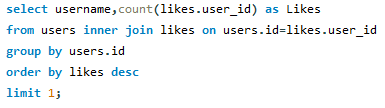 select username,count(likes.user_id) as Likes
from users inner join likes on users.id=likes.user_id
group by users.id
order by likes desc
limit 1;